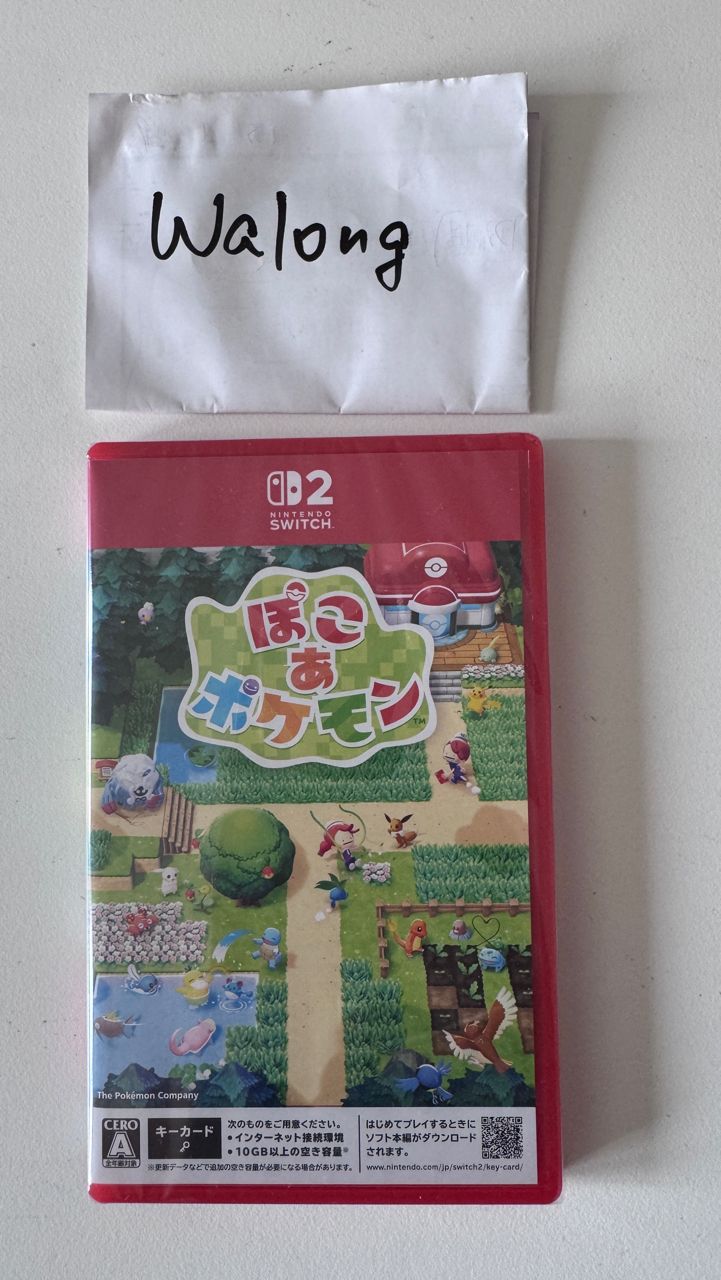 Walong
2
NINTENDO
SWITCH™
ぽこ
あ
ポケモン™
The Pokémon Company
CERO
A
全年齢対象
キーカード
次のものをご用意ください。
•インターネット接続環境
•10GB以上の空き容量※
※更新データなどで追加の空き容量が必要になる場合があります。
はじめてプレイするときに
ソフト本編がダウンロード
されます。
www.nintendo.com/jp/switch2/key-card/